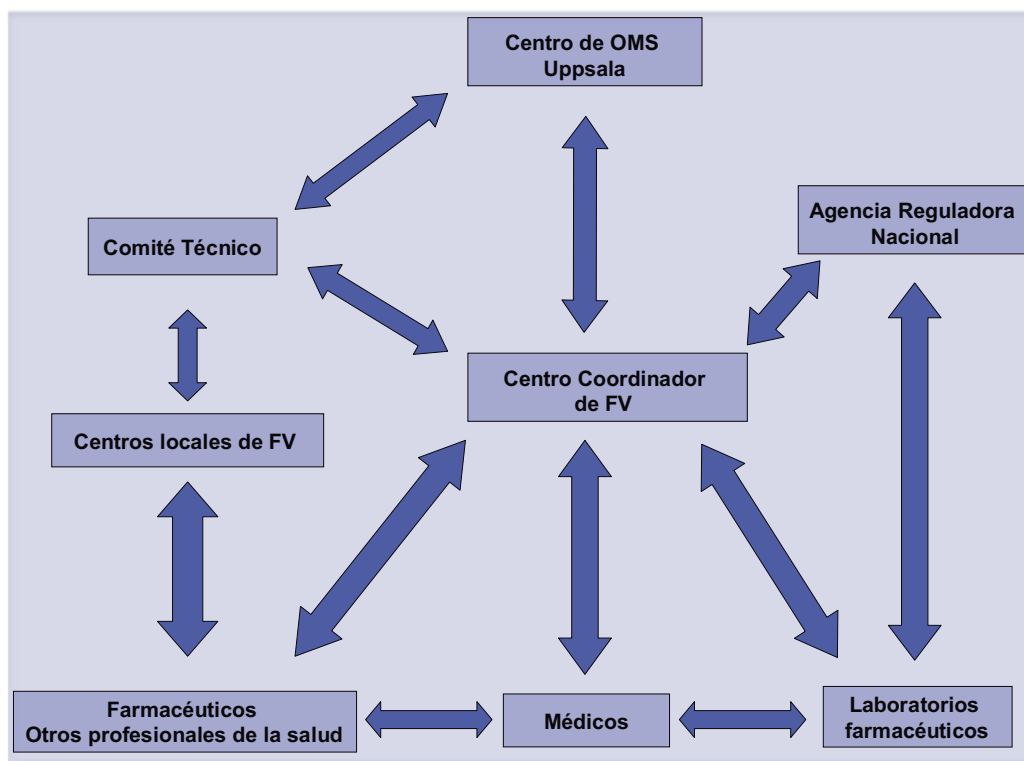 Centro de OMS
Uppsala
Agencia Reguladora
Nacional
Comité Técnico
Centro Coordinador
de FV
Centros locales de FV
Farmacéuticos
Otros profesionales de la salud
Médicos
Laboratorios
farmacéuticos